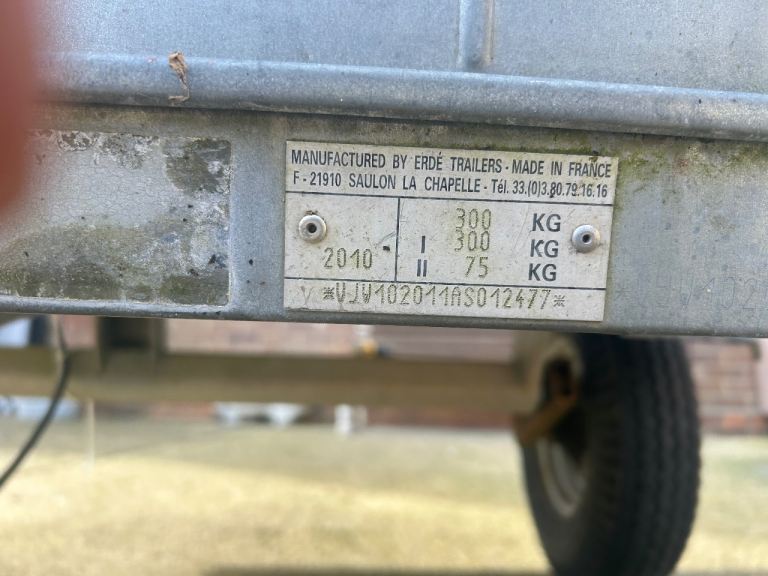 MANUFACTURED BY ERDÉ TRAILERS - MADE IN FRANCE
F - 21910 SAULON LA CHAPELLE - Tél. 33.(0)3.80.79.16.16
300 KG
I 300 KG
2010 II 75 KG
V *VJW102011AS012477*